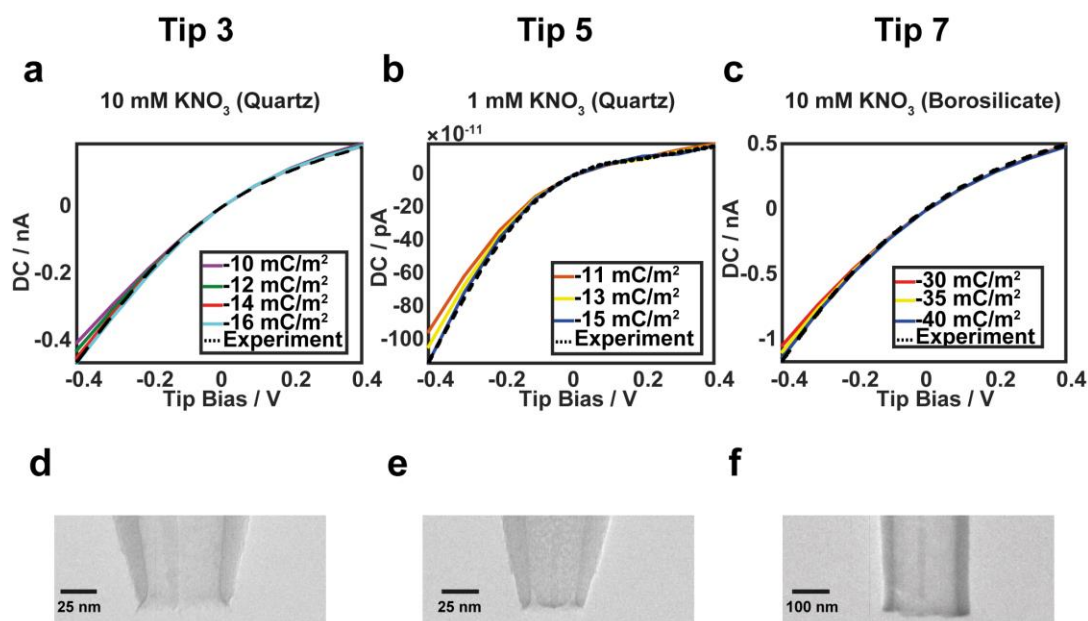 Tip 3
Tip 5
Tip 7
a
b
c
10 mM KNO₃ (Quartz)
1 mM KNO₃ (Quartz)
10 mM KNO₃ (Borosilicate)
×10⁻¹¹
DC / nA
0
-0.2
-0.4
-10 mC/m²
-12 mC/m²
-14 mC/m²
-16 mC/m²
Experiment
-0.4 -0.2 0 0.2 0.4
Tip Bias / V
DC / pA
0
-20
-40
-60
-80
-100
-11 mC/m²
-13 mC/m²
-15 mC/m²
Experiment
-0.4 -0.2 0 0.2 0.4
Tip Bias / V
DC / nA
0.5
0
-0.5
-1
-30 mC/m²
-35 mC/m²
-40 mC/m²
Experiment
-0.4 -0.2 0 0.2 0.4
Tip Bias / V
d
e
f
25 nm
25 nm
100 nm